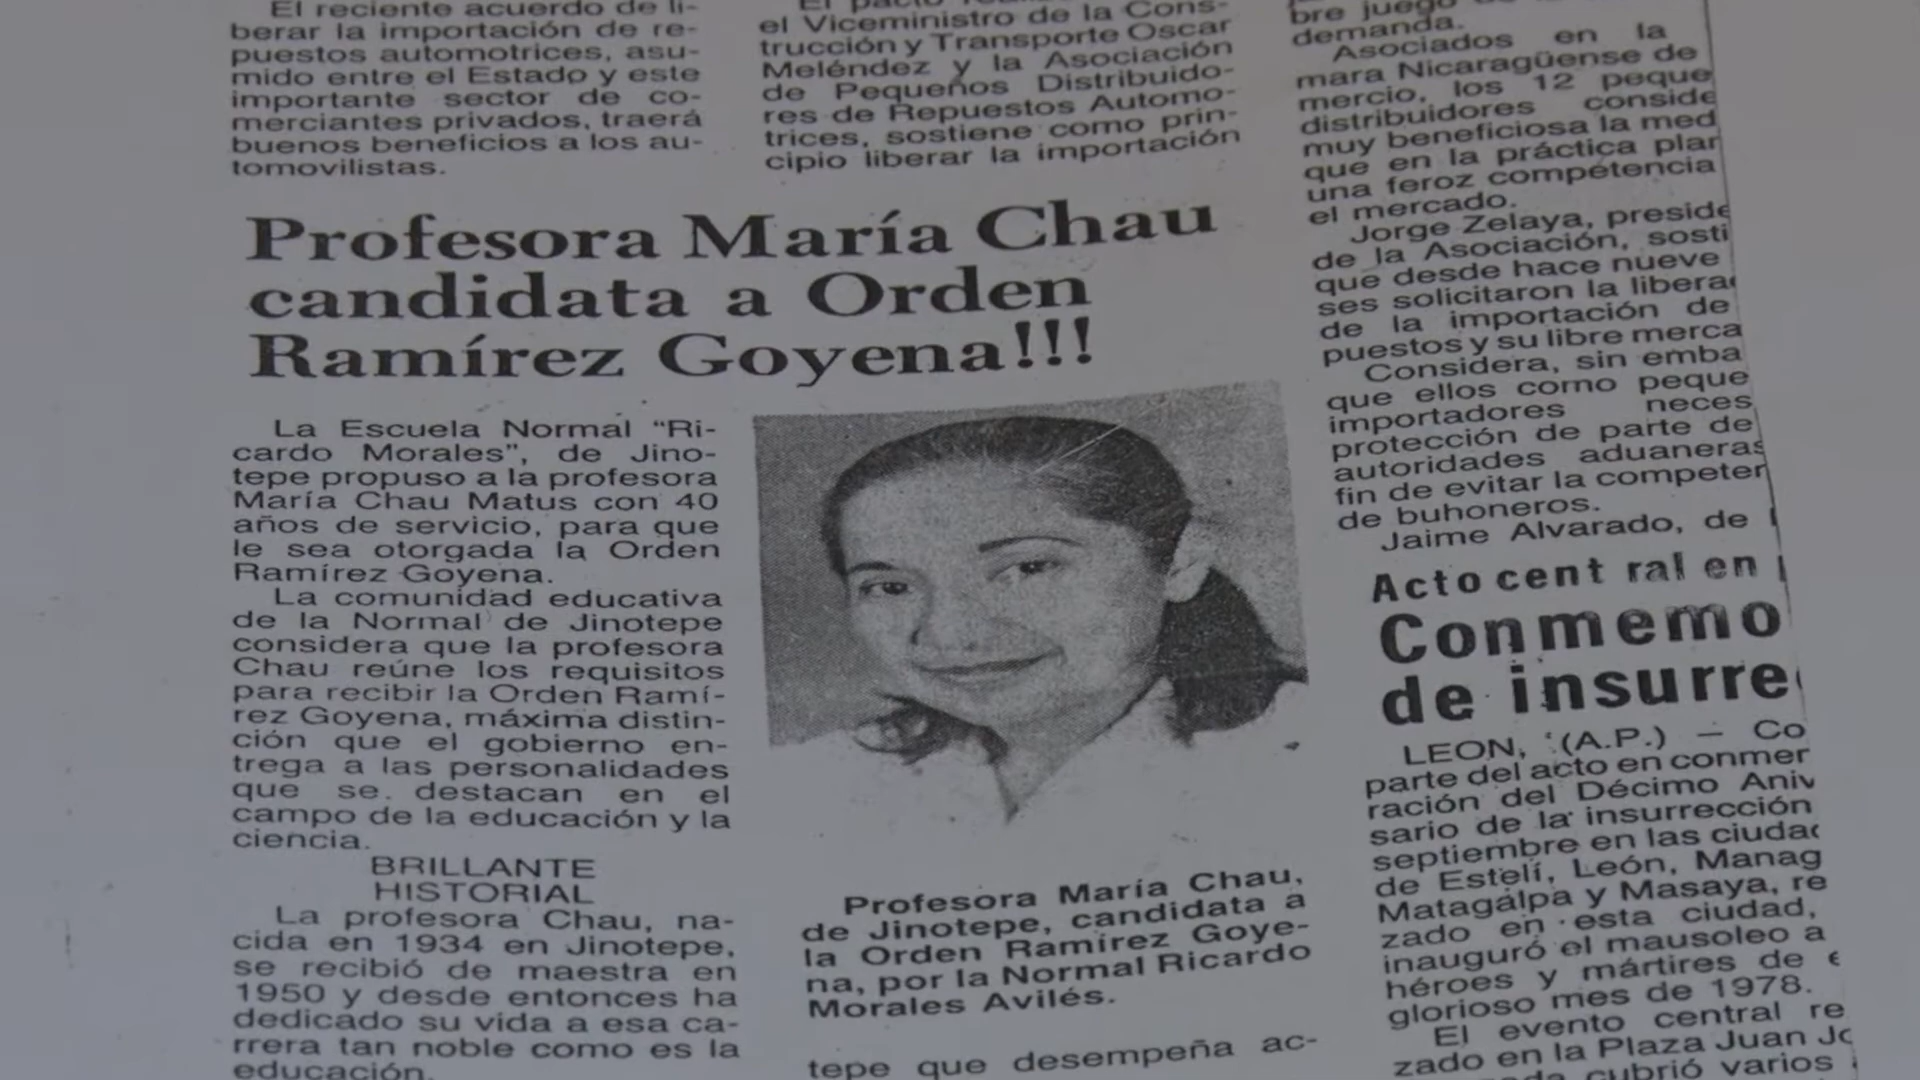 El reciente acuerdo de li-
berar la importación de re-
puestos automotrices, asu-
mido entre el Estado y este
importante sector de co-
merciantes privados, traerá
buenos beneficios a los au-
tomovilistas.
el Viceministro de la Cons-
trucción y Transporte Oscar
Meléndez y la Asociación
de Pequeños Distribuido-
res de Repuestos Automo-
trices, sostiene como prin-
cipio liberar la importación
bre juego
demanda.
Asociados en la
mara Nicaragüense de
mercio, los 12 peque
distribuidores conside
muy beneficiosa la med
que en la práctica plan
una feroz competencia
el mercado.
Jorge Zelaya, preside
de la Asociación, sosti
que desde hace nueve
ses solicitaron la libera
de la importación de
puestos y su libre merca
Considera, sin emba
que ellos como peque
importadores neces
protección de parte de
autoridades aduaneras
fin de evitar la competen
de buhoneros.
Jaime Alvarado, de
Profesora María Chau
candidata a Orden
Ramírez Goyena!!!
La Escuela Normal “Ri-
cardo Morales”, de Jino-
tepe propuso a la profesora
María Chau Matus con 40
años de servicio, para que
le sea otorgada la Orden
Ramírez Goyena.
La comunidad educativa
de la Normal de Jinotepe
considera que la profesora
Chau reúne los requisitos
para recibir la Orden Ramí-
rez Goyena, máxima distin-
ción que el gobierno en-
trega a las personalidades
que se destacan en el
campo de la educación y la
ciencia.
BRILLANTE
HISTORIAL
La profesora Chau, na-
cida en 1934 en Jinotepe,
se recibió de maestra en
1950 y desde entonces ha
dedicado su vida a esa ca-
rrera tan noble como es la
educación.
Profesora María Chau,
de Jinotepe, candidata a
la Orden Ramírez Goye-
na, por la Normal Ricardo
Morales Avilés.
tepe que desempeña ac-
Acto cent ral en
Conmemo
de insurre
LEON, (A.P.) — Co
parte del acto en conmem
ración del Décimo Aniv
sario de la insurrección
septiembre en las ciudad
de Estelí, León, Manag
Matagalpa y Masaya, re
zado en esta ciudad,
inauguró el mausoleo a
héroes y mártires de
glorioso mes de 1978.
El evento central re
zado en la Plaza Juan Jo
cubrió varios